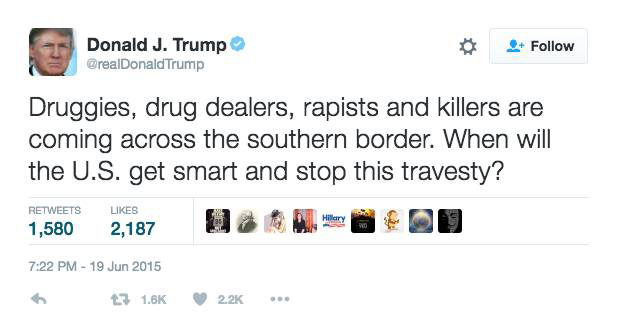 Donald J. Trump
@realDonaldTrump
Follow
Druggies, drug dealers, rapists and killers are
coming across the southern border. When will
the U.S. get smart and stop this travesty?
RETWEETS LIKES
1,580 2,187
Hillary
7:22 PM - 19 Jun 2015
1.6K 2.2K